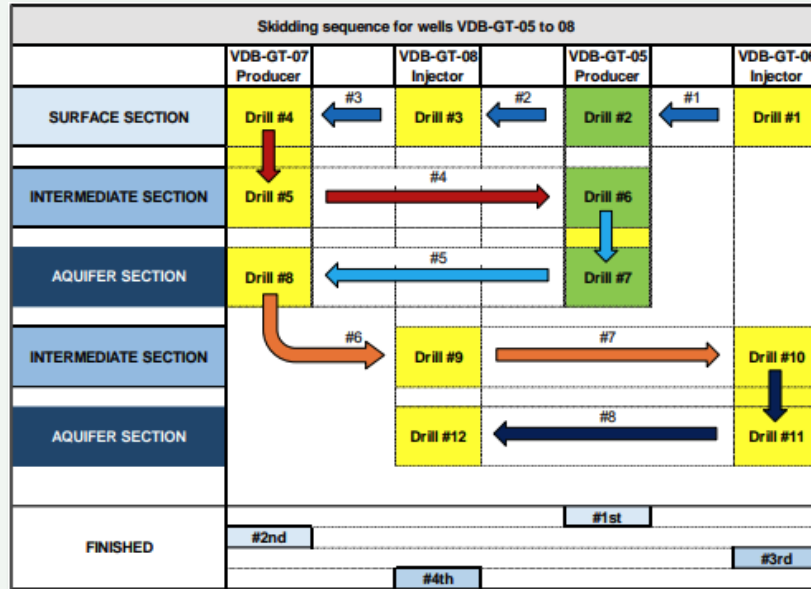 Skidding sequence for wells VDB-GT-05 to 08
VDB-GT-07 VDB-GT-08 VDB-GT-05 VDB-GT-06
Producer Injector Producer Injector
#3 #2 #1
SURFACE SECTION Drill #4 Drill #3 Drill #2 Drill #1
#4
INTERMEDIATE SECTION Drill #5 Drill #6
#5
AQUIFER SECTION Drill #8 Drill #7
#6 #7
INTERMEDIATE SECTION Drill #9 Drill #10
#8
AQUIFER SECTION Drill #12 Drill #11
#1st
#2nd
FINISHED
#3rd
#4th